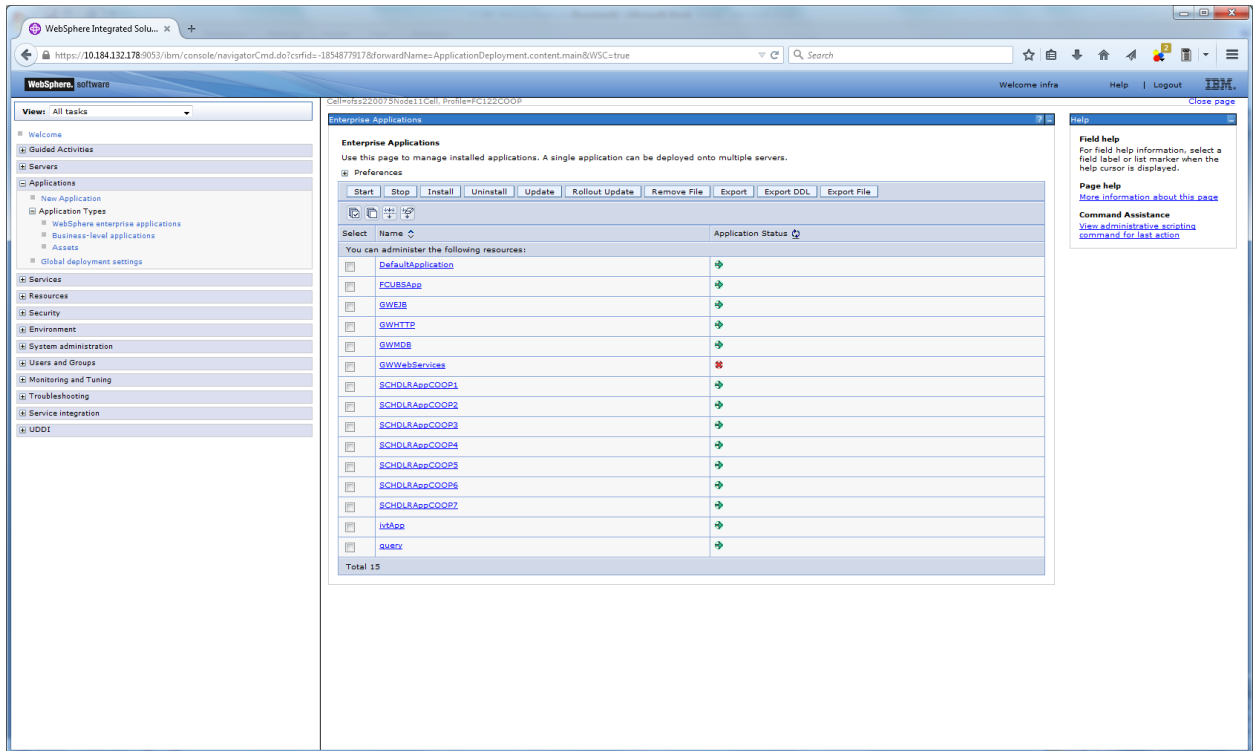 WebSphere Integrated Solu... × +
https://10.184.132.178:9053/ibm/console/navigatorCmd.do?csrfid=-1854877917&forwardName=ApplicationDeployment.content.main&WSC=true
Search
2
WebSphere. software
Welcome infra
Help | Logout
IBM.
View: All tasks
Welcome
Guided Activities
Servers
Applications
New Application
Application Types
WebSphere enterprise applications
Business-level applications
Assets
Global deployment settings
Services
Resources
Security
Environment
System administration
Users and Groups
Monitoring and Tuning
Troubleshooting
Service integration
UDDI
Cell=ofss220075Node11Cell, Profile=FC122COOP
Close page
Enterprise Applications
Enterprise Applications
Use this page to manage installed applications. A single application can be deployed onto multiple servers.
Preferences
Start Stop Install Uninstall Update Rollout Update Remove File Export Export DDL Export File
Select Name Application Status
You can administer the following resources:
DefaultApplication
FCUBSApp
GWEJB
GWHTTP
GWMDB
GWWebServices
SCHDLRAppCOOP1
SCHDLRAppCOOP2
SCHDLRAppCOOP3
SCHDLRAppCOOP4
SCHDLRAppCOOP5
SCHDLRAppCOOP6
SCHDLRAppCOOP7
ivtApp
query
Total 15
Help
Field help
For field help information, select a
field label or list marker when the
help cursor is displayed.
Page help
More information about this page
Command Assistance
View administrative scripting
command for last action